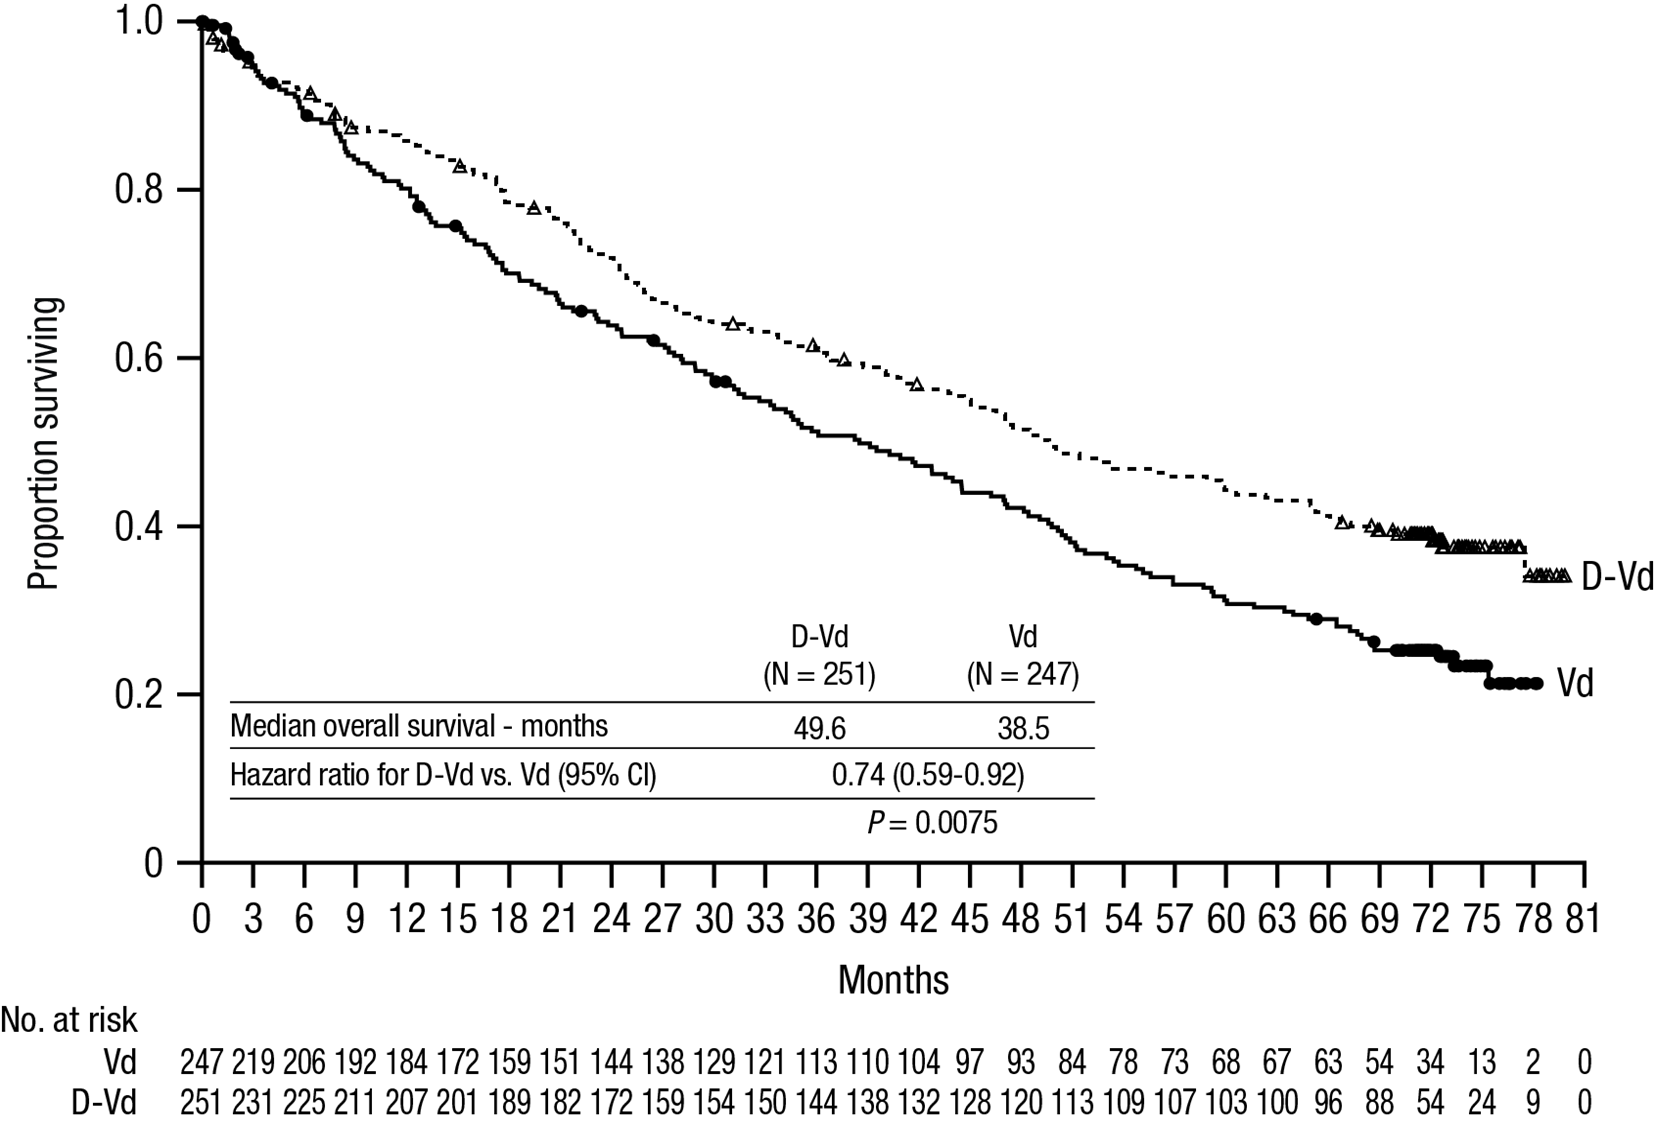 1.0
0.8
0.6
0.4
0.2
0
Proportion surviving
D-Vd
Vd
D-Vd Vd
(N = 251) (N = 247)
Median overall survival - months 49.6 38.5
Hazard ratio for D-Vd vs. Vd (95% CI) 0.74 (0.59-0.92)
P = 0.0075
0 3 6 9 12 15 18 21 24 27 30 33 36 39 42 45 48 51 54 57 60 63 66 69 72 75 78 81
Months
No. at risk
Vd 247 219 206 192 184 172 159 151 144 138 129 121 113 110 104 97 93 84 78 73 68 67 63 54 34 13 2 0
D-Vd 251 231 225 211 207 201 189 182 172 159 154 150 144 138 132 128 120 113 109 107 103 100 96 88 54 24 9 0